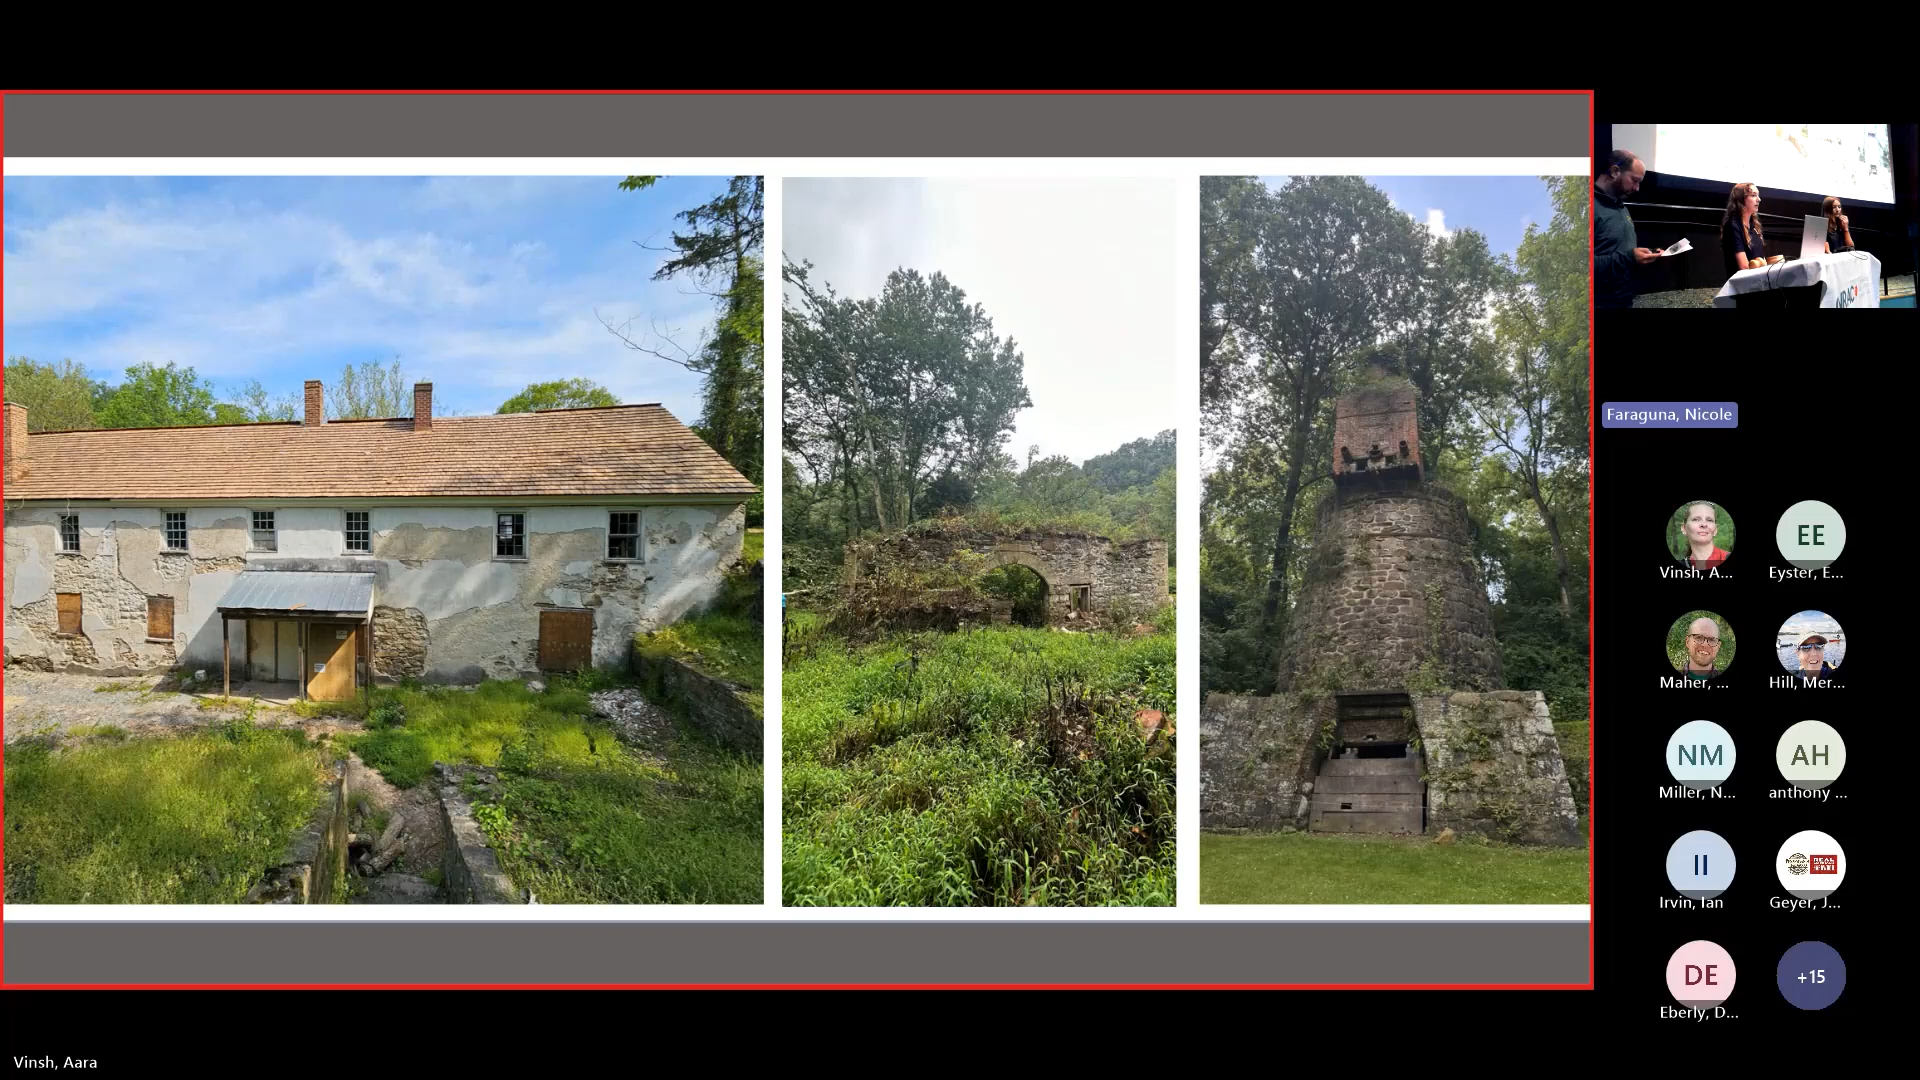 Faraguna, Nicole
Vinsh, A...
EE
Eyster, E...
Maher, ...
Hill, Mer...
NM
Miller, N...
AH
anthony ...
II
Irvin, Ian
Geyer, J...
DE
Eberly, D...
+15
Vinsh, Aara